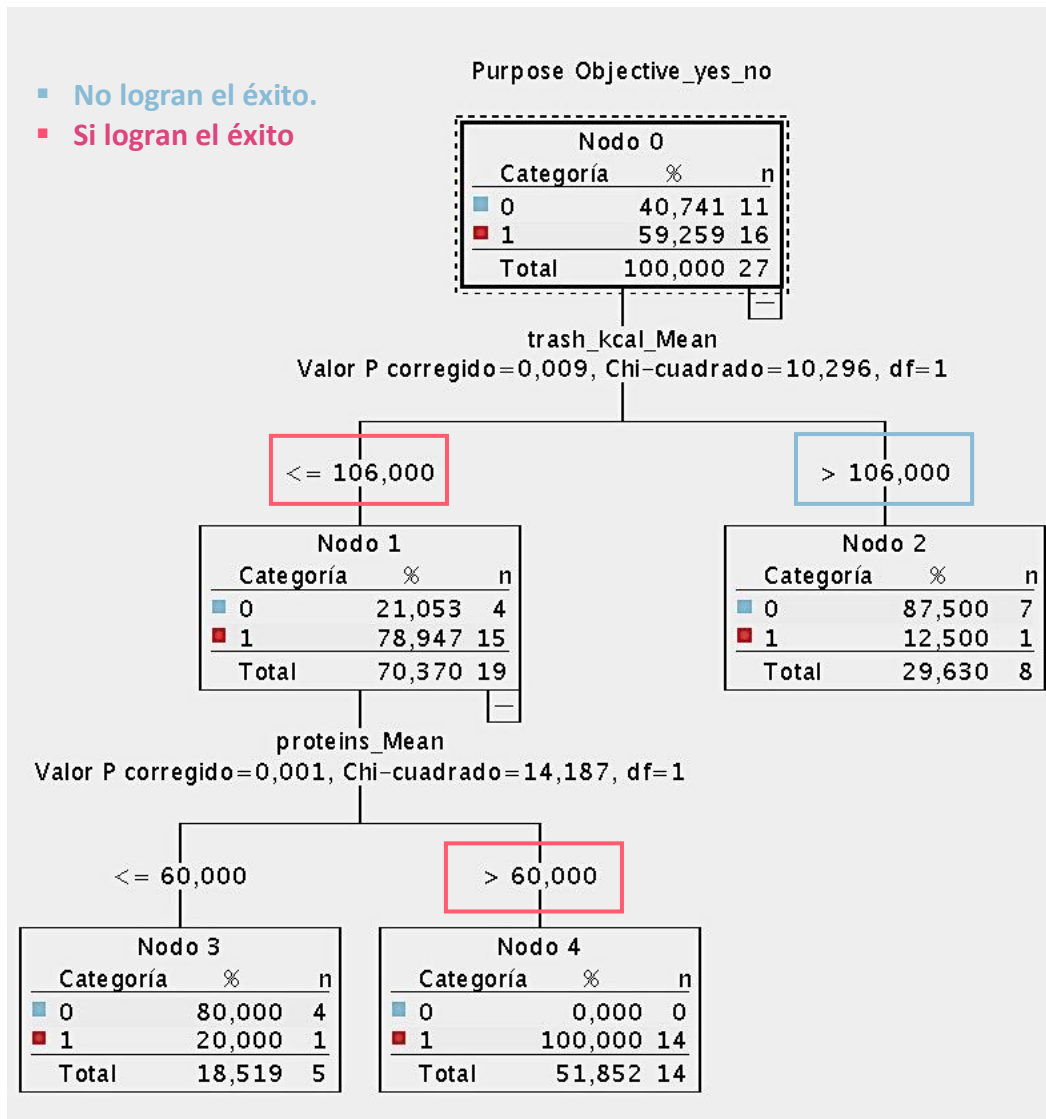 Purpose Objective_yes_no
▪ No logran el éxito.
▪ Si logran el éxito
Nodo 0
Categoría % n
0 40,741 11
1 59,259 16
Total 100,000 27
trash_kcal_Mean
Valor P corregido=0,009, Chi-cuadrado=10,296, df=1
<= 106,000
> 106,000
Nodo 1
Categoría % n
0 21,053 4
1 78,947 15
Total 70,370 19
Nodo 2
Categoría % n
0 87,500 7
1 12,500 1
Total 29,630 8
proteins_Mean
Valor P corregido=0,001, Chi-cuadrado=14,187, df=1
<= 60,000
> 60,000
Nodo 3
Categoría % n
0 80,000 4
1 20,000 1
Total 18,519 5
Nodo 4
Categoría % n
0 0,000 0
1 100,000 14
Total 51,852 14